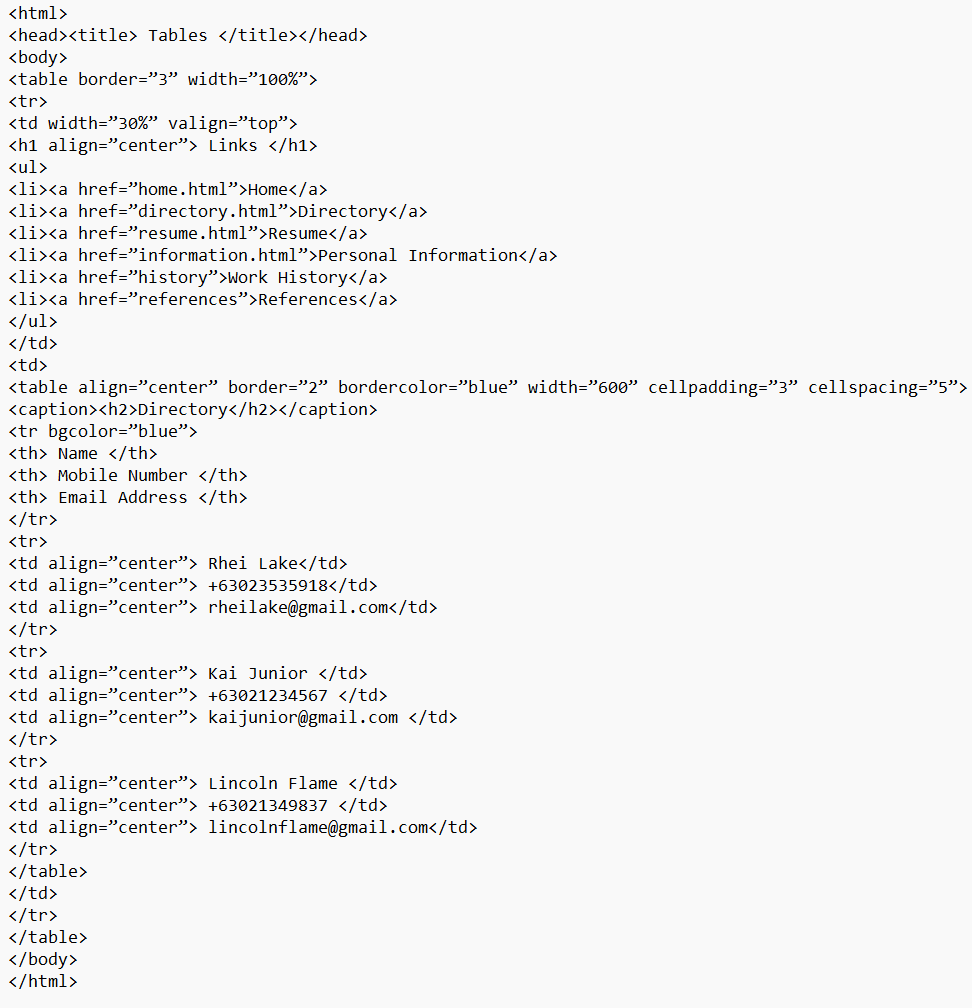 <html>
<head><title> Tables </title></head>
<body>
<table border=”3” width=”100%”>
<tr>
<td width=”30%” valign=”top”>
<h1 align=”center”> Links </h1>
<ul>
<li><a href=”home.html”>Home</a>
<li><a href=”directory.html”>Directory</a>
<li><a href=”resume.html”>Resume</a>
<li><a href=”information.html”>Personal Information</a>
<li><a href=”history”>Work History</a>
<li><a href=”references”>References</a>
</ul>
</td>
<td>
<table align=”center” border=”2” bordercolor=”blue” width=”600” cellpadding=”3” cellspacing=”5”>
<caption><h2>Directory</h2></caption>
<tr bgcolor=”blue”>
<th> Name </th>
<th> Mobile Number </th>
<th> Email Address </th>
</tr>
<tr>
<td align=”center”> Rhei Lake</td>
<td align=”center”> +63023535918</td>
<td align=”center”> rheilake@gmail.com</td>
</tr>
<tr>
<td align=”center”> Kai Junior </td>
<td align=”center”> +63021234567 </td>
<td align=”center”> kaijunior@gmail.com </td>
</tr>
<tr>
<td align=”center”> Lincoln Flame </td>
<td align=”center”> +63021349837 </td>
<td align=”center”> lincolnflame@gmail.com</td>
</tr>
</table>
</td>
</tr>
</table>
</body>
</html>